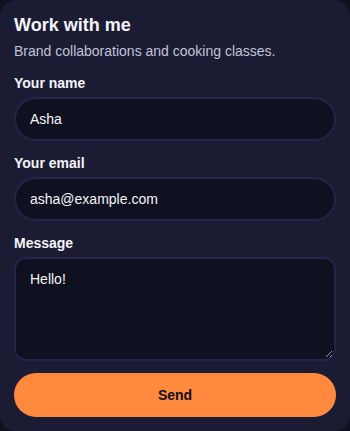 Work with me
Brand collaborations and cooking classes.
Your name
Asha
Your email
asha@example.com
Message
Hello!
Send